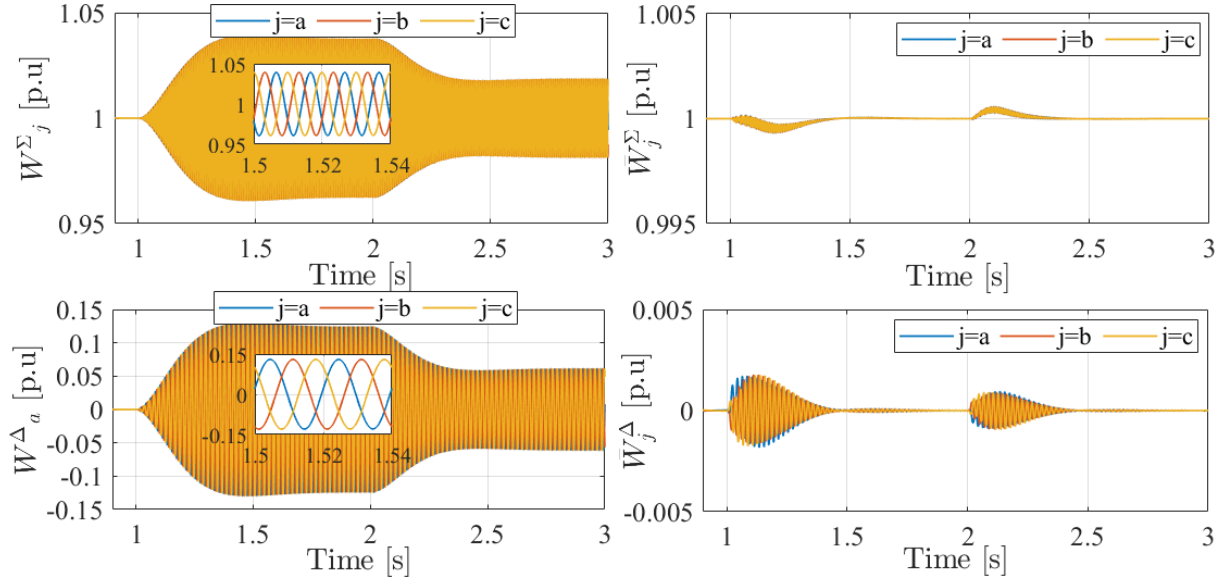 1.05
1
0.95
W^Σ_j [p.u]
j=a j=b j=c
1.05
1
0.95
1.5 1.52 1.54
1 1.5 2 2.5 3
Time [s]
1.005
1
0.995
W̄^Σ_j [p.u]
j=a j=b j=c
1 1.5 2 2.5 3
Time [s]
0.15
0.1
0.05
0
-0.05
-0.1
-0.15
W^Δ_a [p.u]
j=a j=b j=c
0.15
0
-0.15
1.5 1.52 1.54
1 1.5 2 2.5 3
Time [s]
0.005
0
-0.005
W̄^Δ_j [p.u]
j=a j=b j=c
1 1.5 2 2.5 3
Time [s]